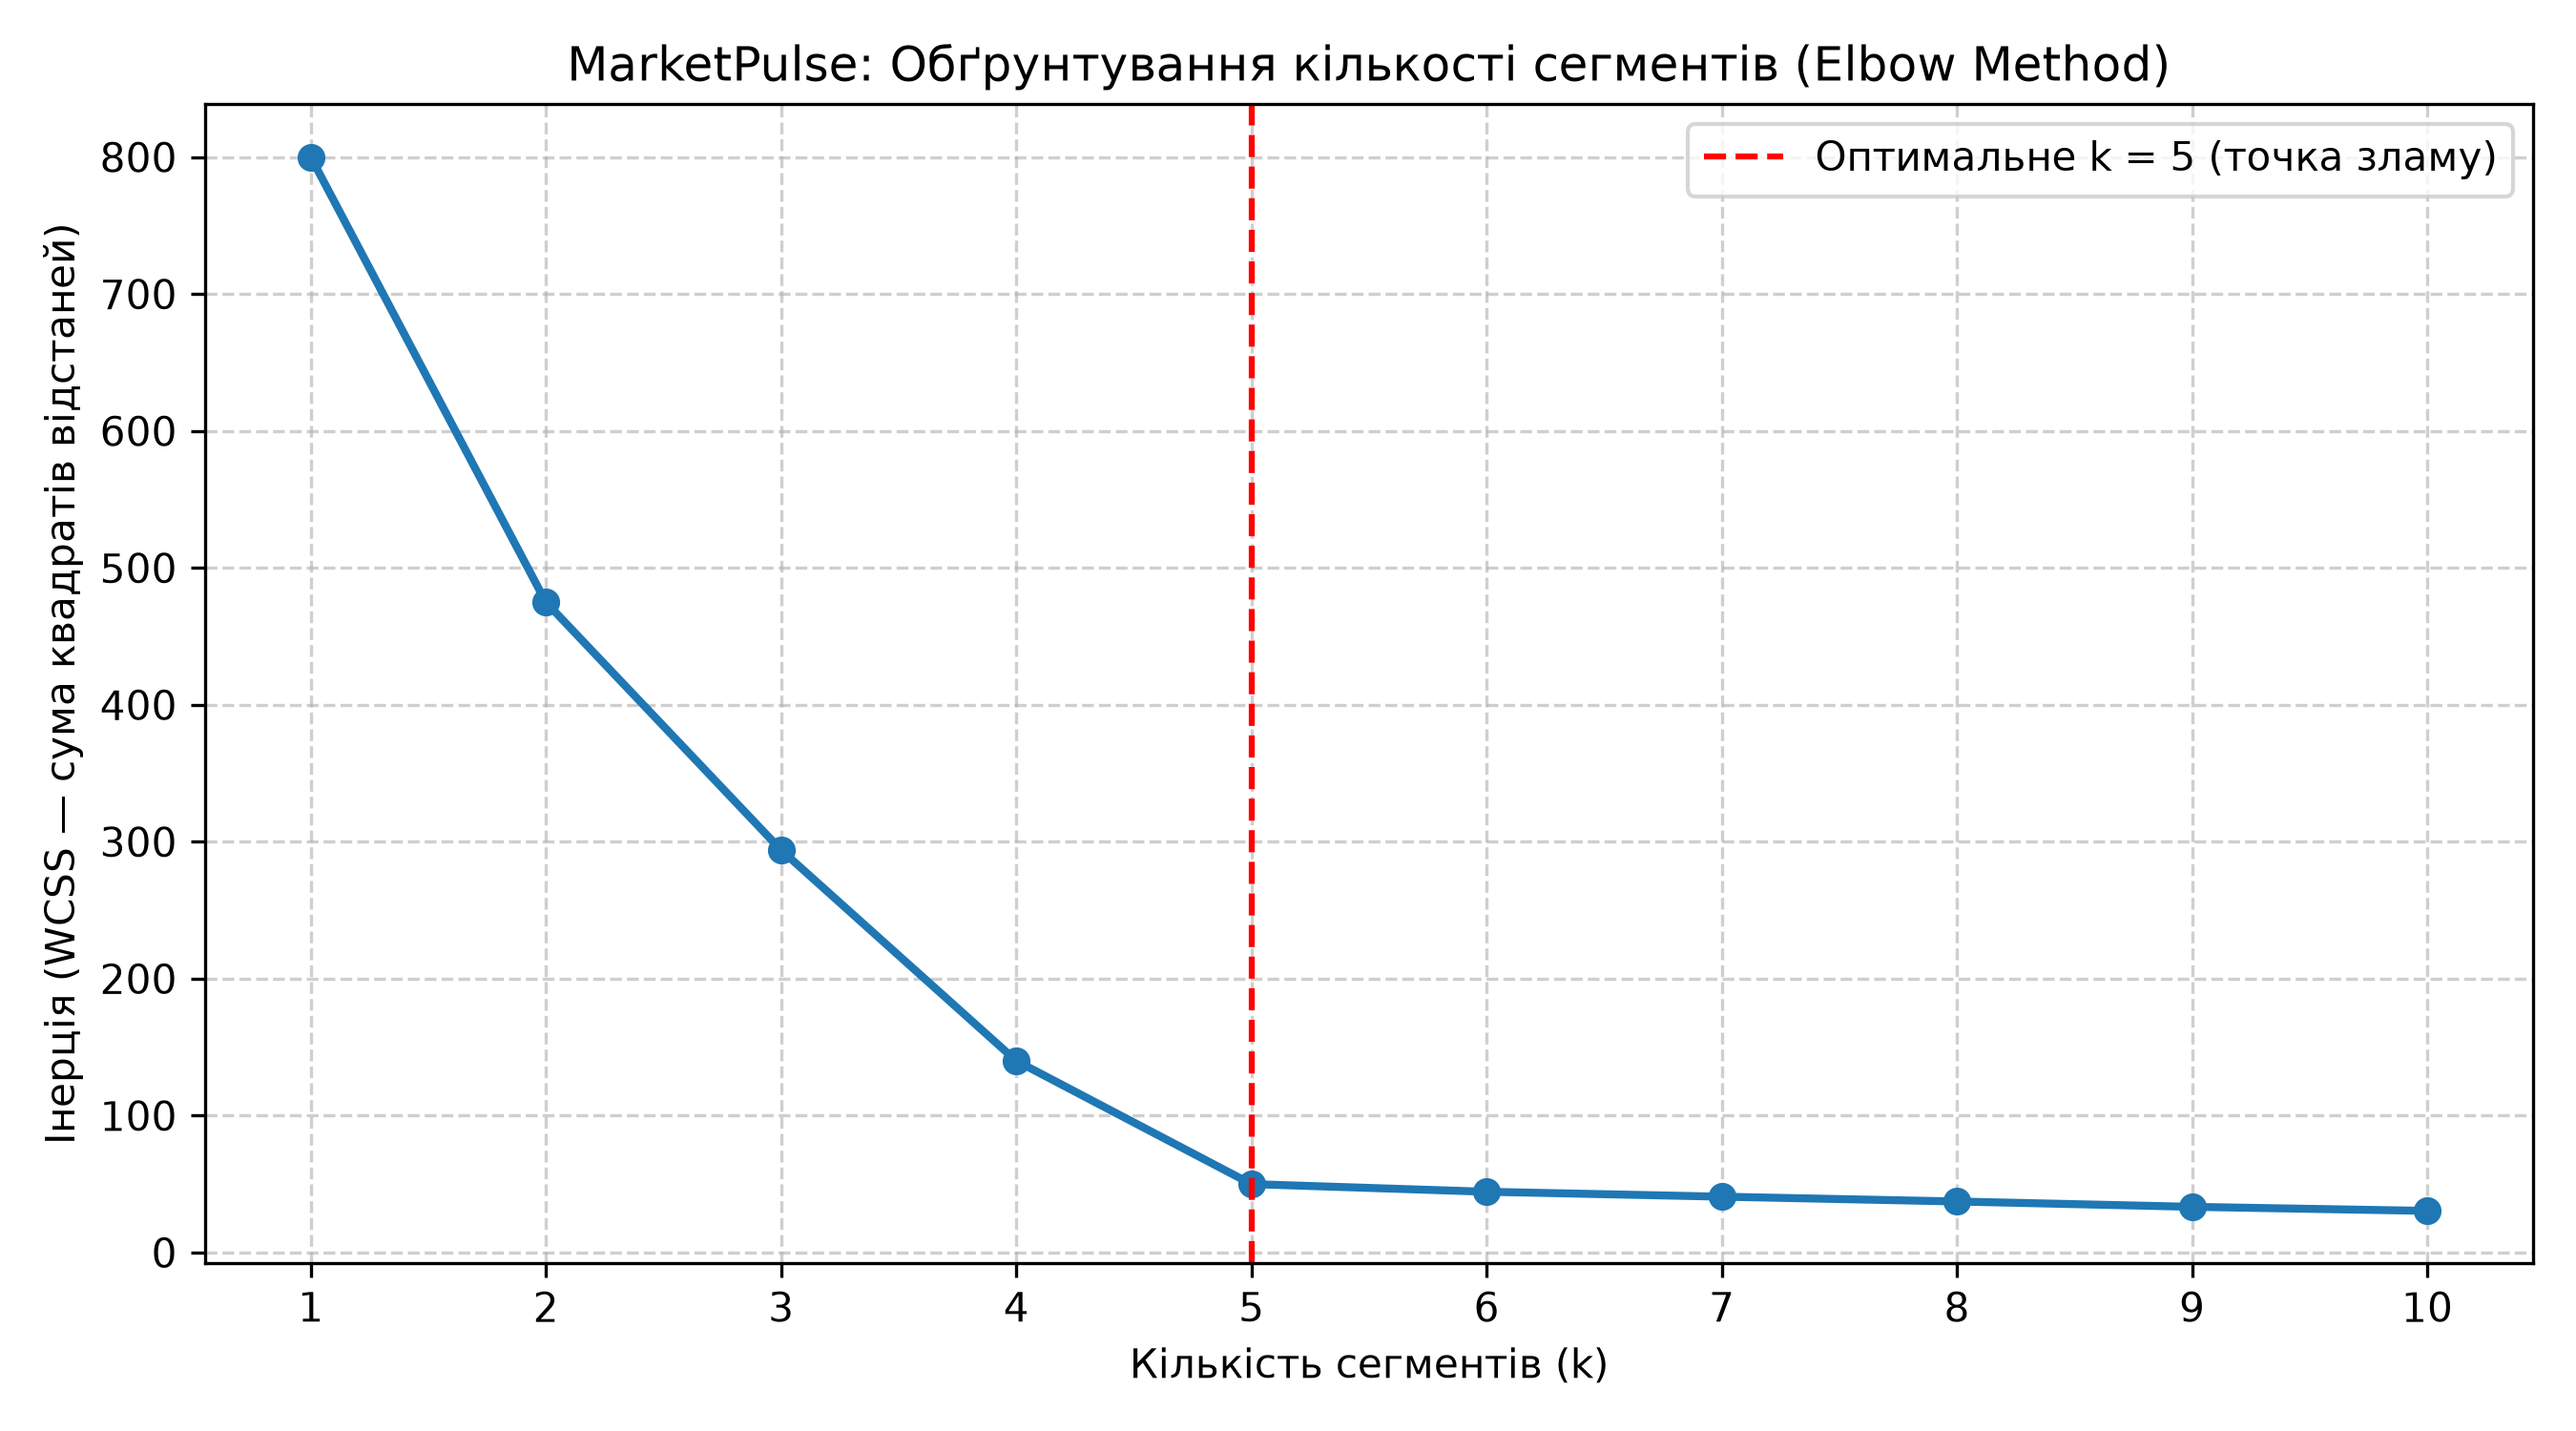 MarketPulse: Обґрунтування кількості сегментів (Elbow Method)
Оптимальне k = 5 (точка зламу)
Інерція (WCSS — сума квадратів відстаней)
800
700
600
500
400
300
200
100
0
1 2 3 4 5 6 7 8 9 10
Кількість сегментів (k)